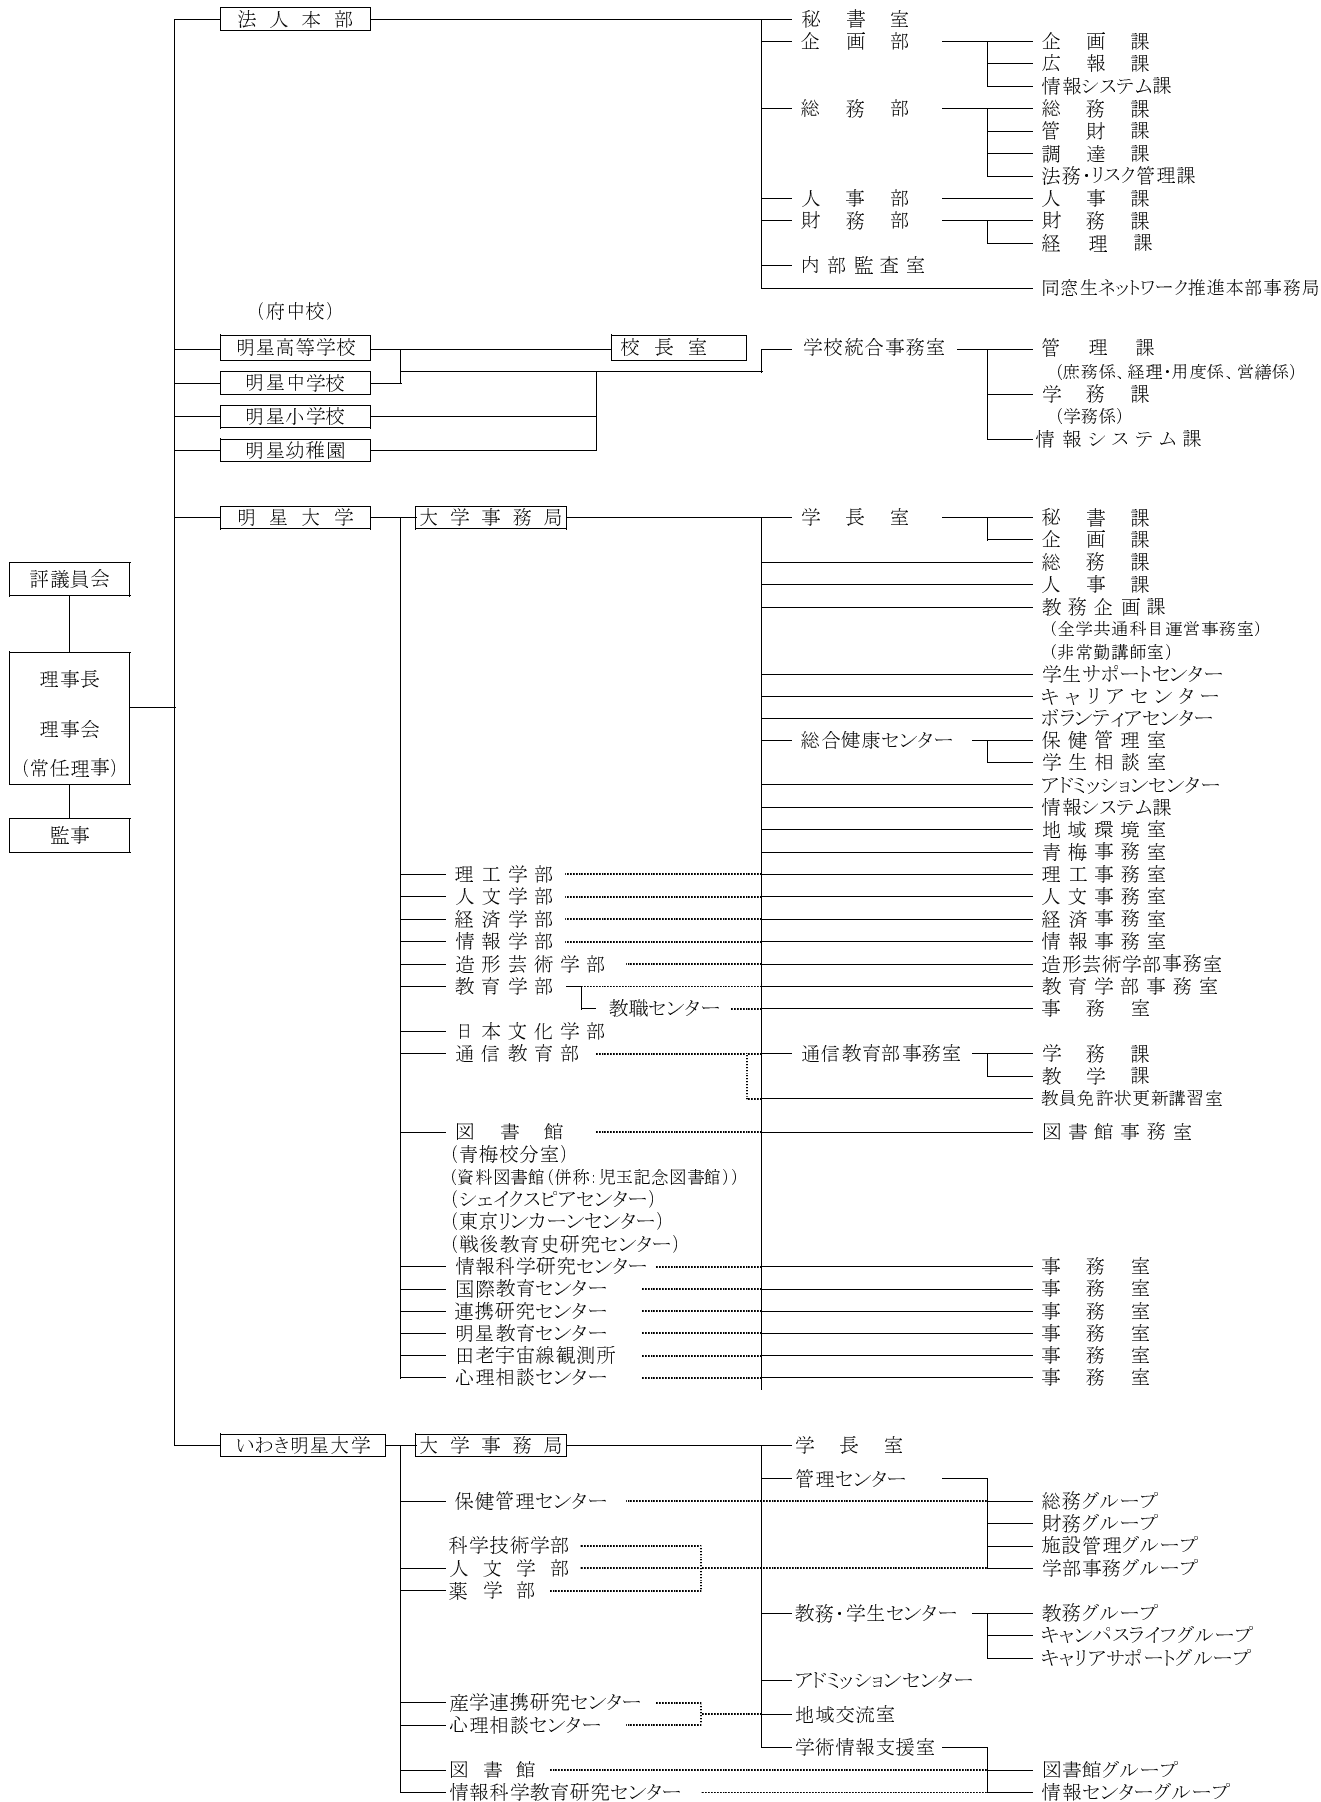 法人本部 秘書室
企画部 企画課
広報課
情報システム課
総務部 総務課
管財課
調達課
法務・リスク管理課
人事部 人事課
財務部 財務課
経理課
内部監査室
同窓生ネットワーク推進本部事務局
（府中校）
明星高等学校 校長室 学校統合事務室 管理課
（庶務係、経理・用度係、営繕係）
明星中学校
学務課
明星小学校 （学務係）
情報システム課
明星幼稚園
明星大学 大学事務局 学長室 秘書課
企画課
総務課
評議員会
人事課
教務企画課
（全学共通科目運営事務室）
（非常勤講師室）
理事長 学生サポートセンター
キャリアセンター
ボランティアセンター
理事会
総合健康センター 保健管理室
学生相談室
（常任理事）
アドミッションセンター
情報システム課
監事 地域環境室
青梅事務室
理工学部 理工事務室
人文学部 人文事務室
経済学部 経済事務室
情報学部 情報事務室
造形芸術学部 造形芸術学部事務室
教育学部 教育学部事務室
教職センター 事務室
日本文化学部
通信教育部 通信教育部事務室 学務課
教学課
教員免許状更新講習室
図書館 図書館事務室
（青梅校分室）
（資料図書館（併称：児玉記念図書館））
（シェイクスピアセンター）
（東京リンカーンセンター）
（戦後教育史研究センター）
情報科学研究センター 事務室
国際教育センター 事務室
連携研究センター 事務室
明星教育センター 事務室
田老宇宙線観測所 事務室
心理相談センター 事務室
いわき明星大学 大学事務局 学長室
管理センター
保健管理センター 総務グループ
財務グループ
科学技術学部 施設管理グループ
人文学部 学部事務グループ
薬学部
教務・学生センター 教務グループ
キャンパスライフグループ
キャリアサポートグループ
アドミッションセンター
産学連携研究センター
地域交流室
心理相談センター
学術情報支援室
図書館 図書館グループ
情報科学教育研究センター 情報センターグループ